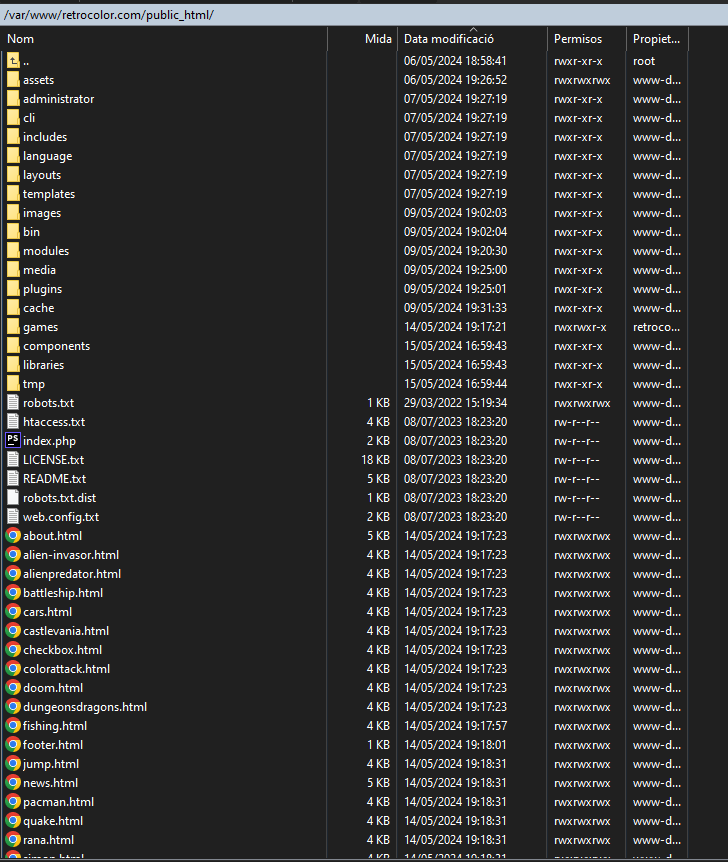 /var/www/retrocolor.com/public_html/
Nom Mida Data modificació Permisos Propiet...
.. 06/05/2024 18:58:41 rwxr-xr-x root
assets 06/05/2024 19:26:52 rwxrwxrwx www-d...
administrator 07/05/2024 19:27:19 rwxr-xr-x www-d...
cli 07/05/2024 19:27:19 rwxr-xr-x www-d...
includes 07/05/2024 19:27:19 rwxr-xr-x www-d...
language 07/05/2024 19:27:19 rwxr-xr-x www-d...
layouts 07/05/2024 19:27:19 rwxr-xr-x www-d...
templates 07/05/2024 19:27:19 rwxr-xr-x www-d...
images 09/05/2024 19:02:03 rwxr-xr-x www-d...
bin 09/05/2024 19:02:04 rwxr-xr-x www-d...
modules 09/05/2024 19:20:30 rwxr-xr-x www-d...
media 09/05/2024 19:25:00 rwxr-xr-x www-d...
plugins 09/05/2024 19:25:01 rwxr-xr-x www-d...
cache 09/05/2024 19:31:33 rwxr-xr-x www-d...
games 14/05/2024 19:17:21 rwxrwxr-x retroco...
components 15/05/2024 16:59:43 rwxr-xr-x www-d...
libraries 15/05/2024 16:59:43 rwxr-xr-x www-d...
tmp 15/05/2024 16:59:44 rwxr-xr-x www-d...
robots.txt 1 KB 29/03/2022 15:19:34 rwxrwxrwx www-d...
htaccess.txt 4 KB 08/07/2023 18:23:20 rw-r--r-- www-d...
PS index.php 2 KB 08/07/2023 18:23:20 rw-r--r-- www-d...
LICENSE.txt 18 KB 08/07/2023 18:23:20 rw-r--r-- www-d...
README.txt 5 KB 08/07/2023 18:23:20 rw-r--r-- www-d...
robots.txt.dist 1 KB 08/07/2023 18:23:20 rw-r--r-- www-d...
web.config.txt 2 KB 08/07/2023 18:23:20 rw-r--r-- www-d...
about.html 5 KB 14/05/2024 19:17:23 rwxrwxrwx www-d...
alien-invasor.html 4 KB 14/05/2024 19:17:23 rwxrwxrwx www-d...
alienpredator.html 4 KB 14/05/2024 19:17:23 rwxrwxrwx www-d...
battleship.html 4 KB 14/05/2024 19:17:23 rwxrwxrwx www-d...
cars.html 4 KB 14/05/2024 19:17:23 rwxrwxrwx www-d...
castlevania.html 4 KB 14/05/2024 19:17:23 rwxrwxrwx www-d...
checkbox.html 4 KB 14/05/2024 19:17:23 rwxrwxrwx www-d...
colorattack.html 4 KB 14/05/2024 19:17:23 rwxrwxrwx www-d...
doom.html 4 KB 14/05/2024 19:17:23 rwxrwxrwx www-d...
dungeonsdragons.html 4 KB 14/05/2024 19:17:23 rwxrwxrwx www-d...
fishing.html 4 KB 14/05/2024 19:17:57 rwxrwxrwx www-d...
footer.html 1 KB 14/05/2024 19:18:01 rwxrwxrwx www-d...
jump.html 4 KB 14/05/2024 19:18:31 rwxrwxrwx www-d...
news.html 5 KB 14/05/2024 19:18:31 rwxrwxrwx www-d...
pacman.html 4 KB 14/05/2024 19:18:31 rwxrwxrwx www-d...
quake.html 4 KB 14/05/2024 19:18:31 rwxrwxrwx www-d...
rana.html 4 KB 14/05/2024 19:18:31 rwxrwxrwx www-d...